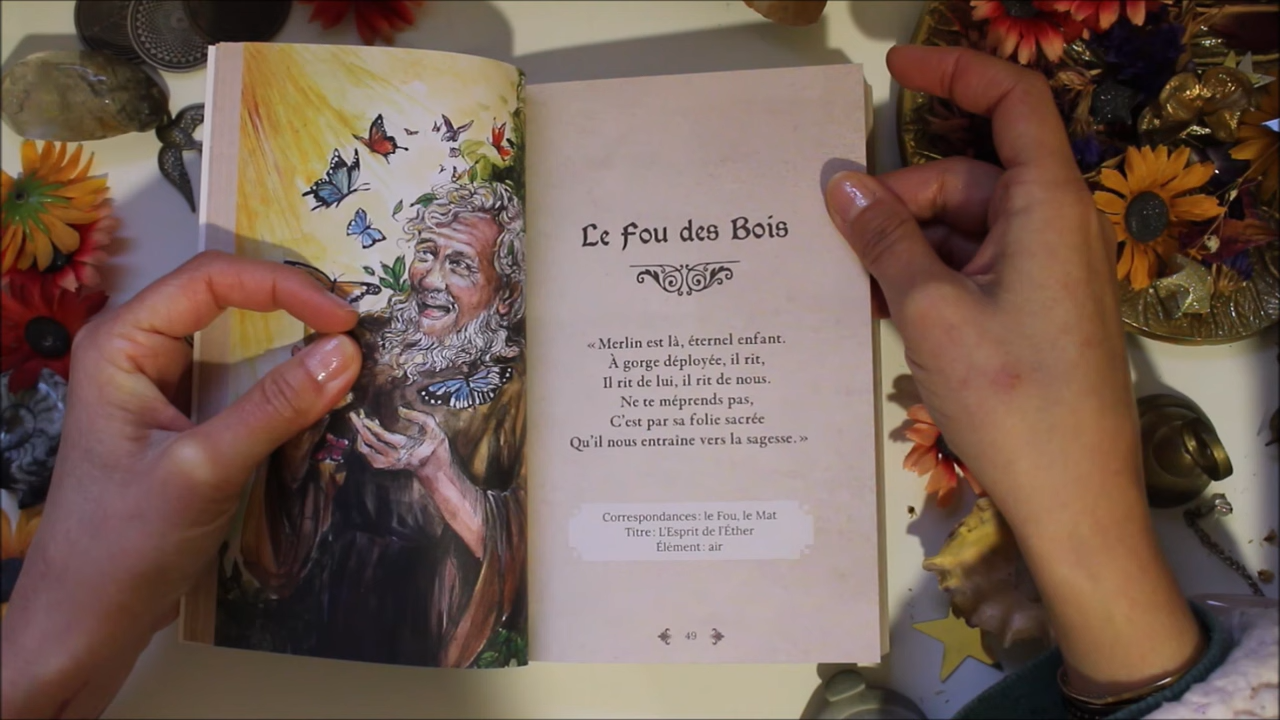 Le Fou des Bois
«Merlin est là, éternel enfant.
À gorge déployée, il rit,
Il rit de lui, il rit de nous.
Ne te méprends pas,
C'est par sa folie sacrée
Qu'il nous entraîne vers la sagesse.»
Correspondances : le Fou, le Mat
Titre : L'Esprit de l'Éther
Élément : air
49